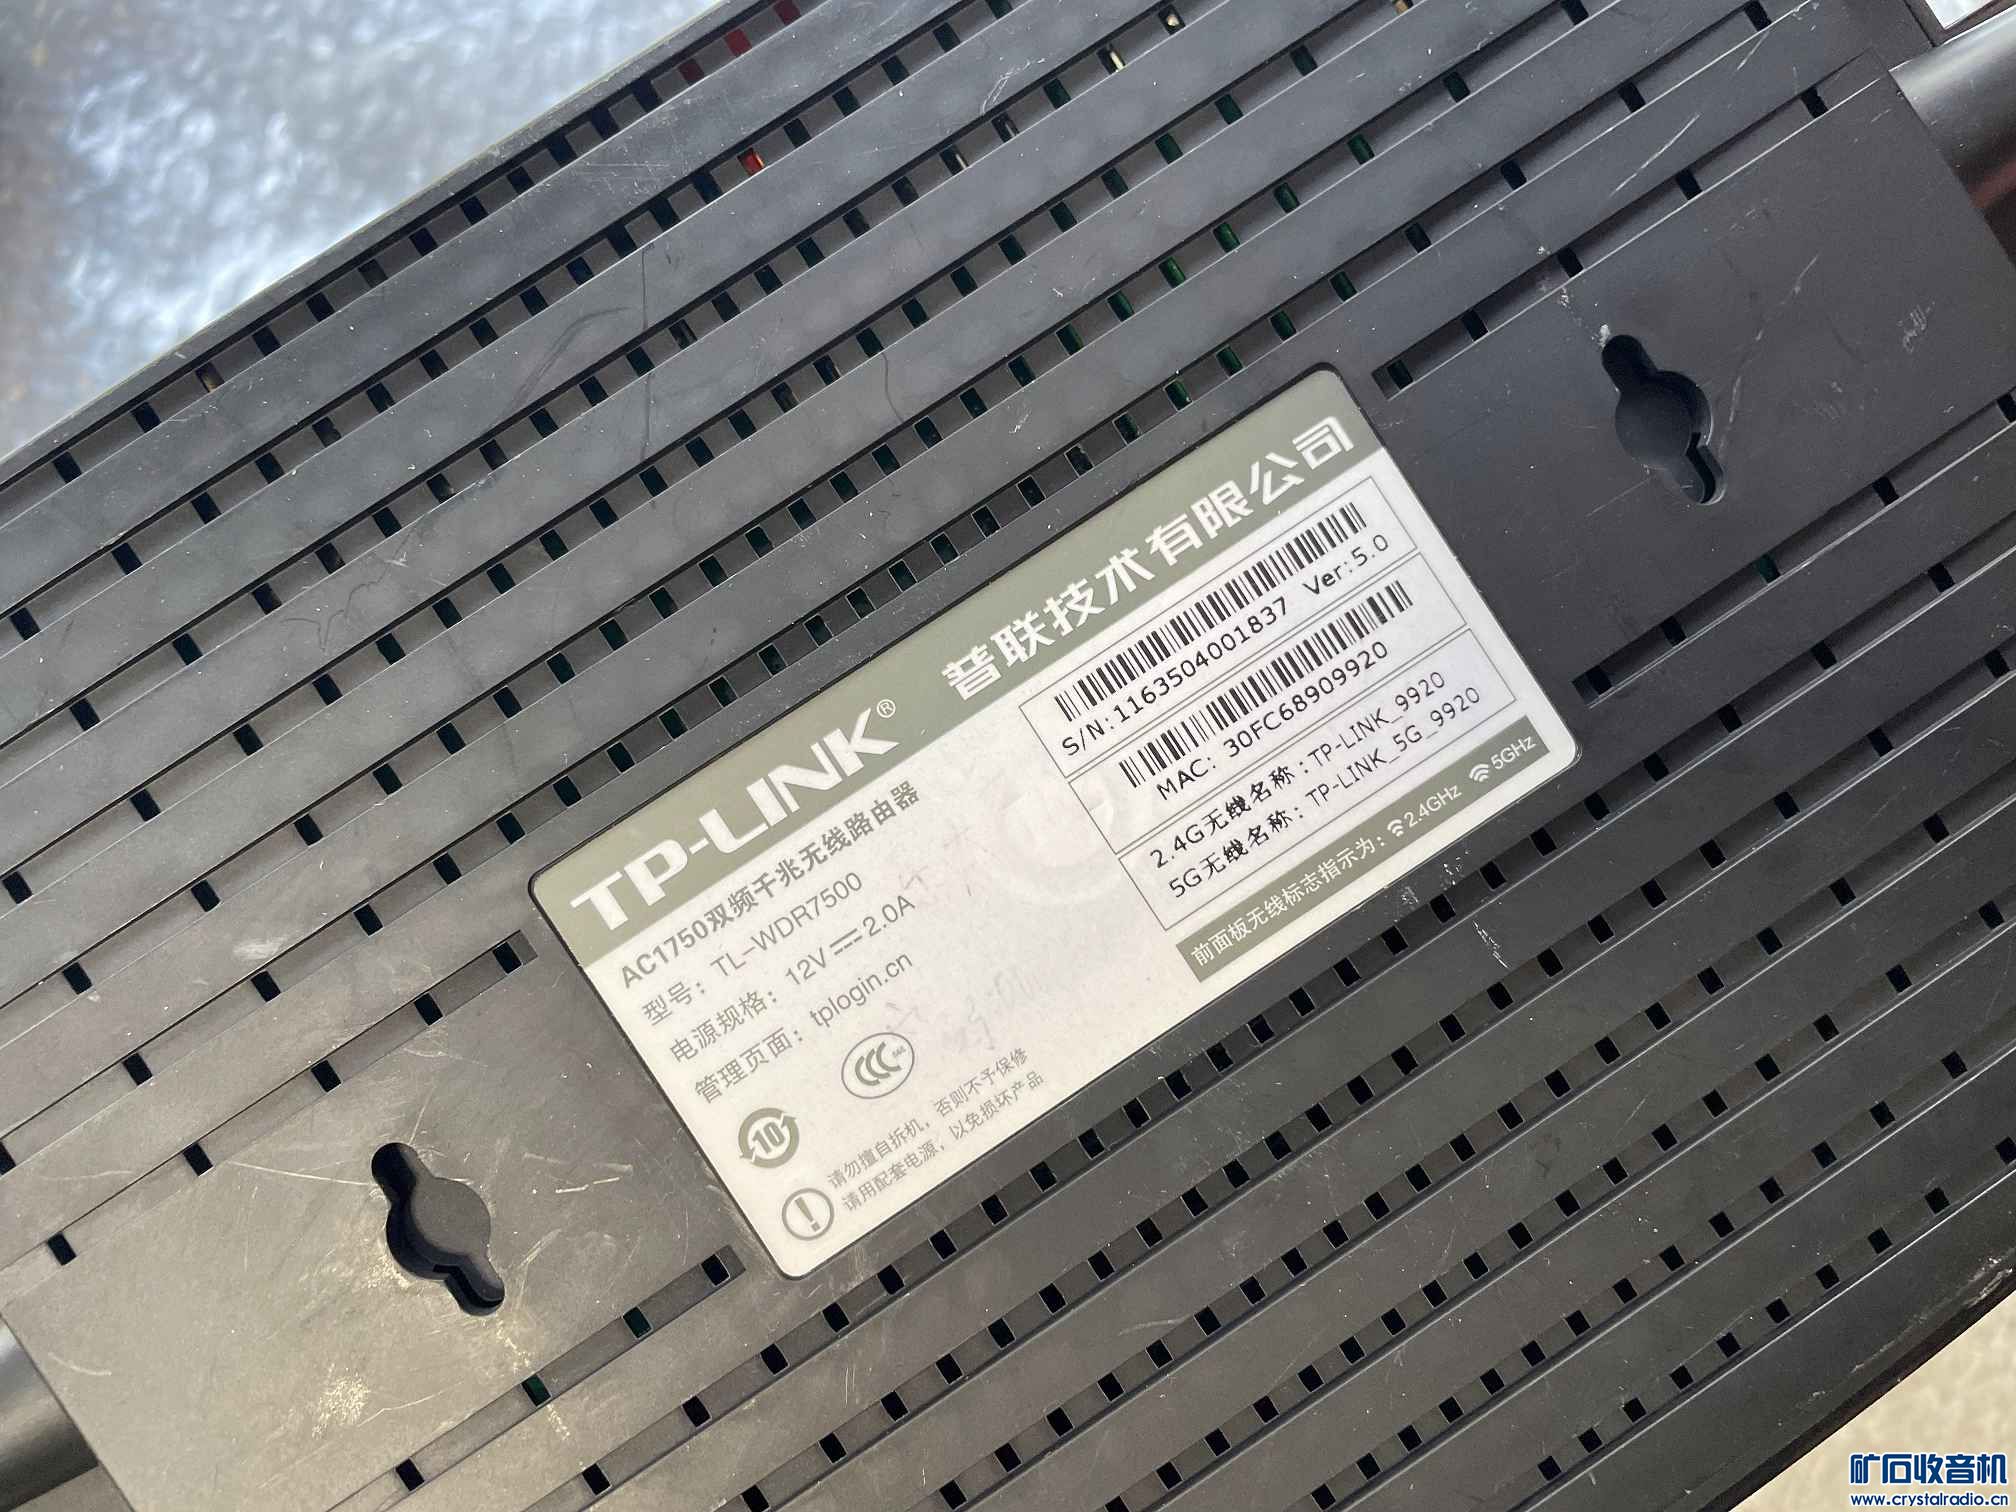 TP-LINK® 普联技术有限公司
AC1750双频千兆无线路由器
型号：TL-WDR7500
电源规格：12V⎓2.0A
管理页面：tplogin.cn
10
CCC
S&E
请勿擅自拆机，否则不予保修
请用配套电源，以免损坏产品
S/N:1163504001837 Ver:5.0
MAC: 30FC68909920
2.4G无线名称：TP-LINK_9920
5G无线名称：TP-LINK_5G_9920
前面板无线标志指示为：2.4GHz 5GHz
矿石收音机
www.crystalradio.cn